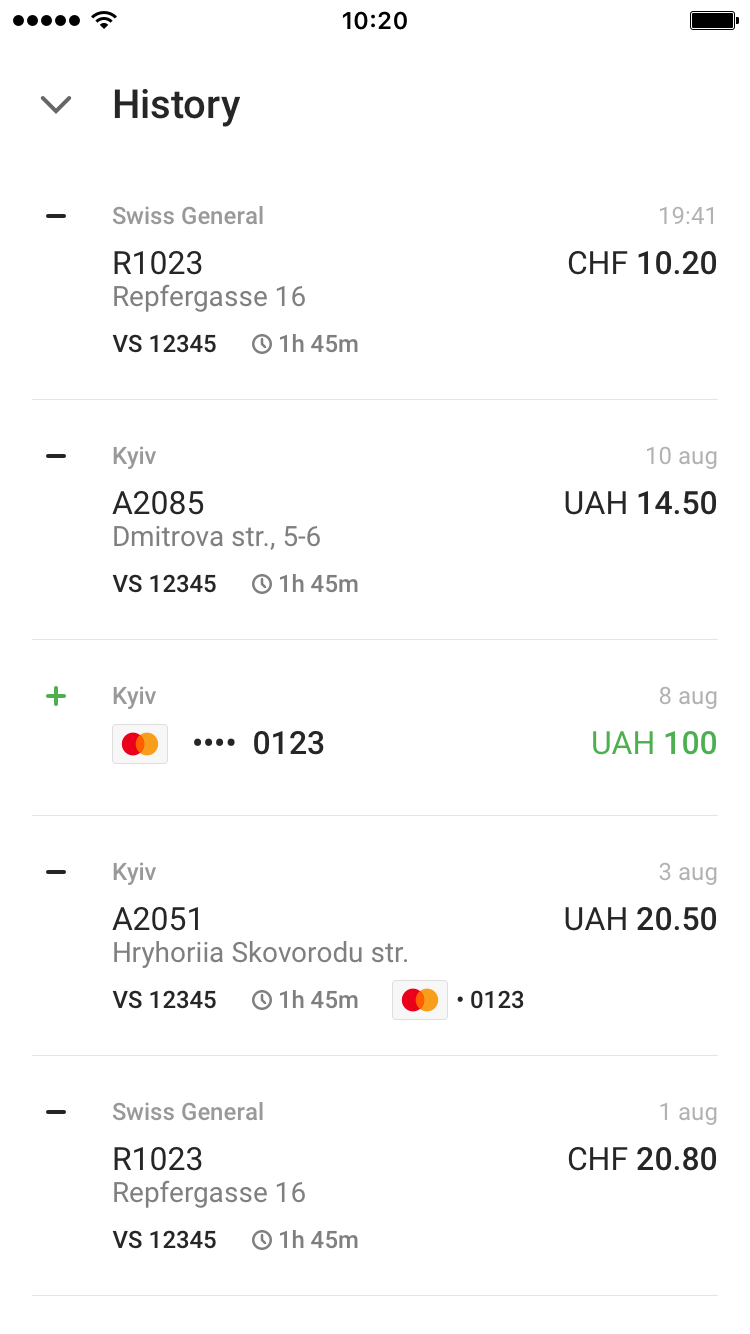 10:20
History
Swiss General 19:41
R1023 CHF 10.20
Repfergasse 16
VS 12345 1h 45m
Kyiv 10 aug
A2085 UAH 14.50
Dmitrova str., 5-6
VS 12345 1h 45m
Kyiv 8 aug
•••• 0123 UAH 100
Kyiv 3 aug
A2051 UAH 20.50
Hryhoriia Skovorodu str.
VS 12345 1h 45m • 0123
Swiss General 1 aug
R1023 CHF 20.80
Repfergasse 16
VS 12345 1h 45m